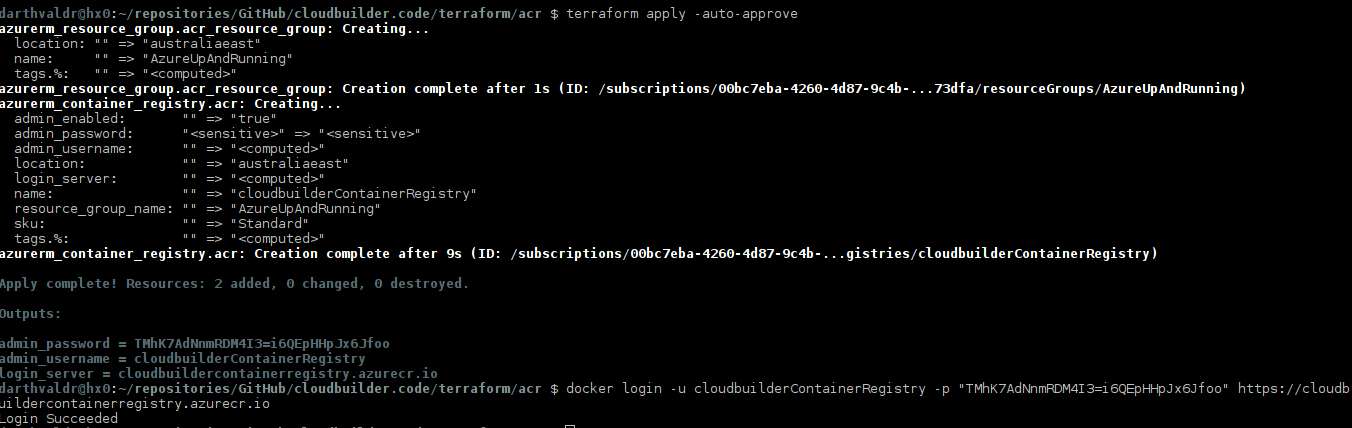 darthvaldr@hx0:~/repositories/GitHub/cloudbuilder.code/terraform/acr $ terraform apply -auto-approve
azurerm_resource_group.acr_resource_group: Creating...
  location: "" => "australiaeast"
  name:     "" => "AzureUpAndRunning"
  tags.%:   "" => "<computed>"
azurerm_resource_group.acr_resource_group: Creation complete after 1s (ID: /subscriptions/00bc7eba-4260-4d87-9c4b-...73dfa/resourceGroups/AzureUpAndRunning)
azurerm_container_registry.acr: Creating...
  admin_enabled:       "" => "true"
  admin_password:      "<sensitive>" => "<sensitive>"
  admin_username:      "" => "<computed>"
  location:            "" => "australiaeast"
  login_server:        "" => "<computed>"
  name:                "" => "cloudbuilderContainerRegistry"
  resource_group_name: "" => "AzureUpAndRunning"
  sku:                 "" => "Standard"
  tags.%:              "" => "<computed>"
azurerm_container_registry.acr: Creation complete after 9s (ID: /subscriptions/00bc7eba-4260-4d87-9c4b-...gistries/cloudbuilderContainerRegistry)
Apply complete! Resources: 2 added, 0 changed, 0 destroyed.
Outputs:
admin_password = TMhK7AdNnmRDM4I3=i6QEpHHpJx6Jfoo
admin_username = cloudbuilderContainerRegistry
login_server = cloudbuildercontainerregistry.azurecr.io
darthvaldr@hx0:~/repositories/GitHub/cloudbuilder.code/terraform/acr $ docker login -u cloudbuilderContainerRegistry -p "TMhK7AdNnmRDM4I3=i6QEpHHpJx6Jfoo" https://cloudb
uildercontainerregistry.azurecr.io
Login Succeeded